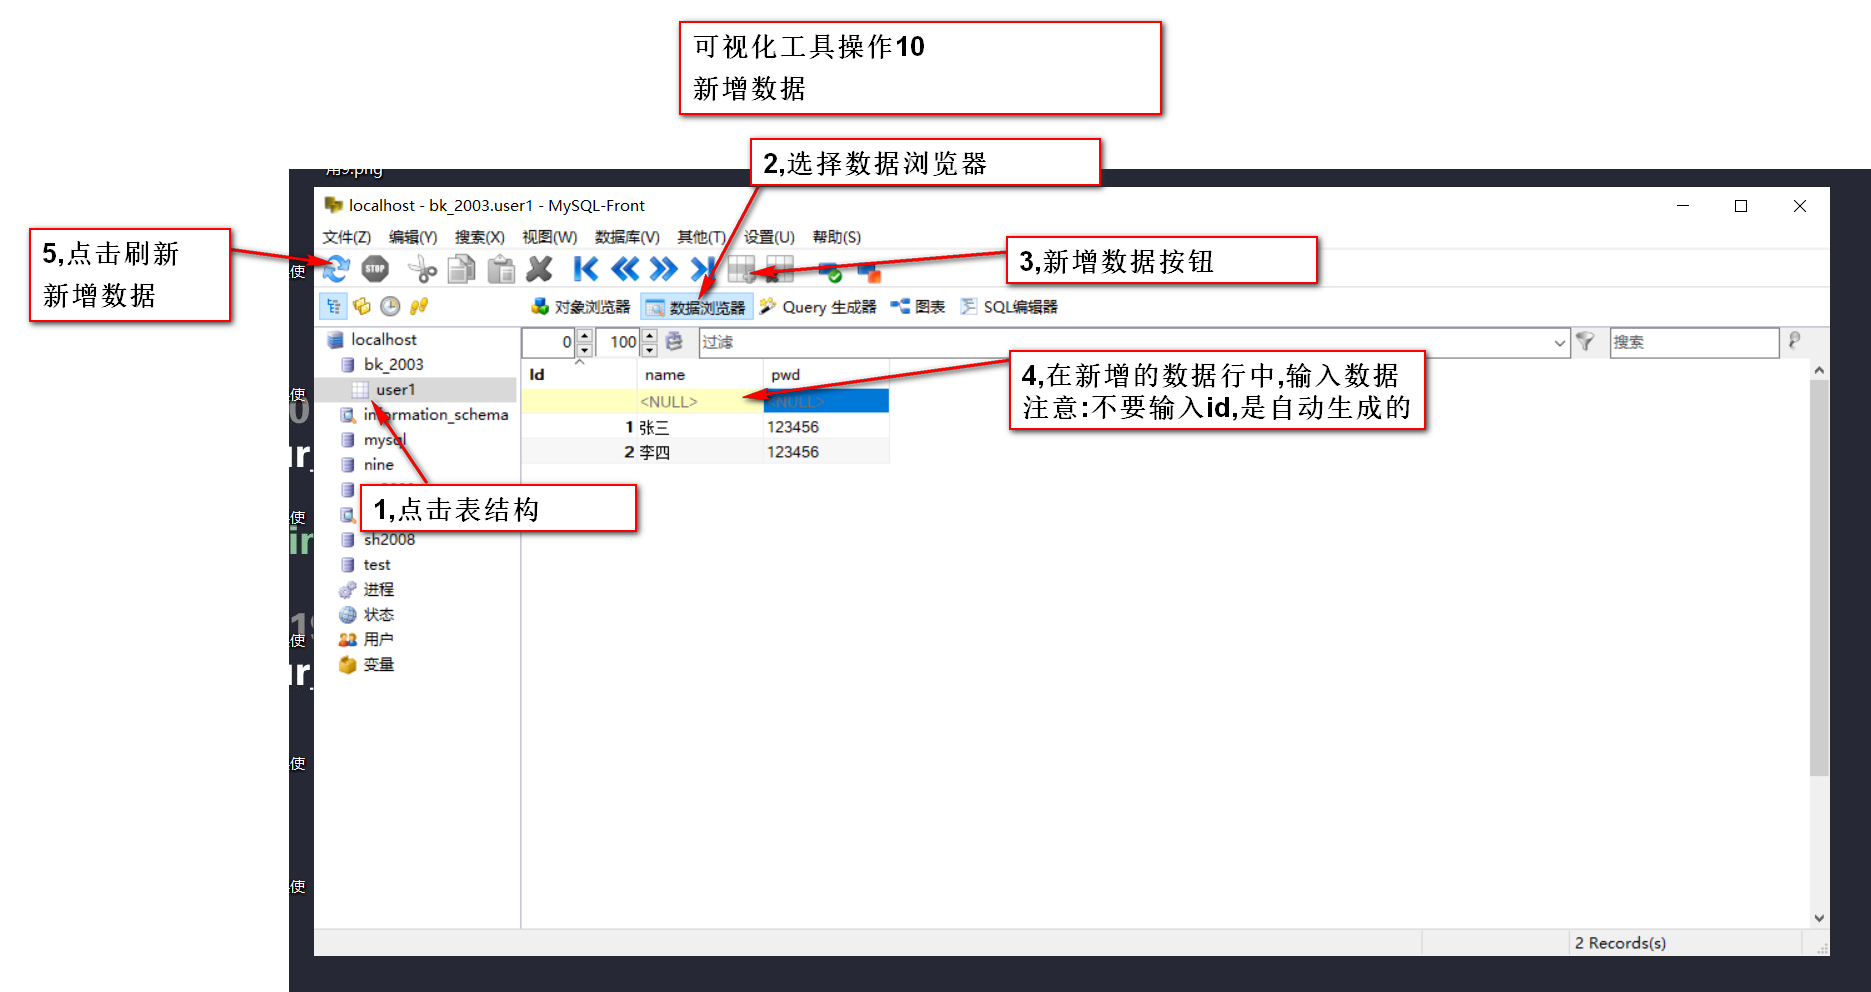 可视化工具操作10
新增数据
2,选择数据浏览器
用9.png
localhost - bk_2003.user1 - MySQL-Front
文件(Z) 编辑(Y) 搜索(X) 视图(W) 数据库(V) 其他(T) 设置(U) 帮助(S)
5,点击刷新
新增数据
3,新增数据按钮
STOP
对象浏览器 数据浏览器 Query 生成器 图表 SQL编辑器
0 100 过滤 搜索
Id name pwd
<NULL> <NULL>
1 张三 123456
2 李四 123456
4,在新增的数据行中,输入数据
注意:不要输入id,是自动生成的
localhost
bk_2003
user1
information_schema
mysql
nine
1,点击表结构
sh2008
test
进程
状态
用户
变量
使
使
使
使
使
使
2 Records(s)